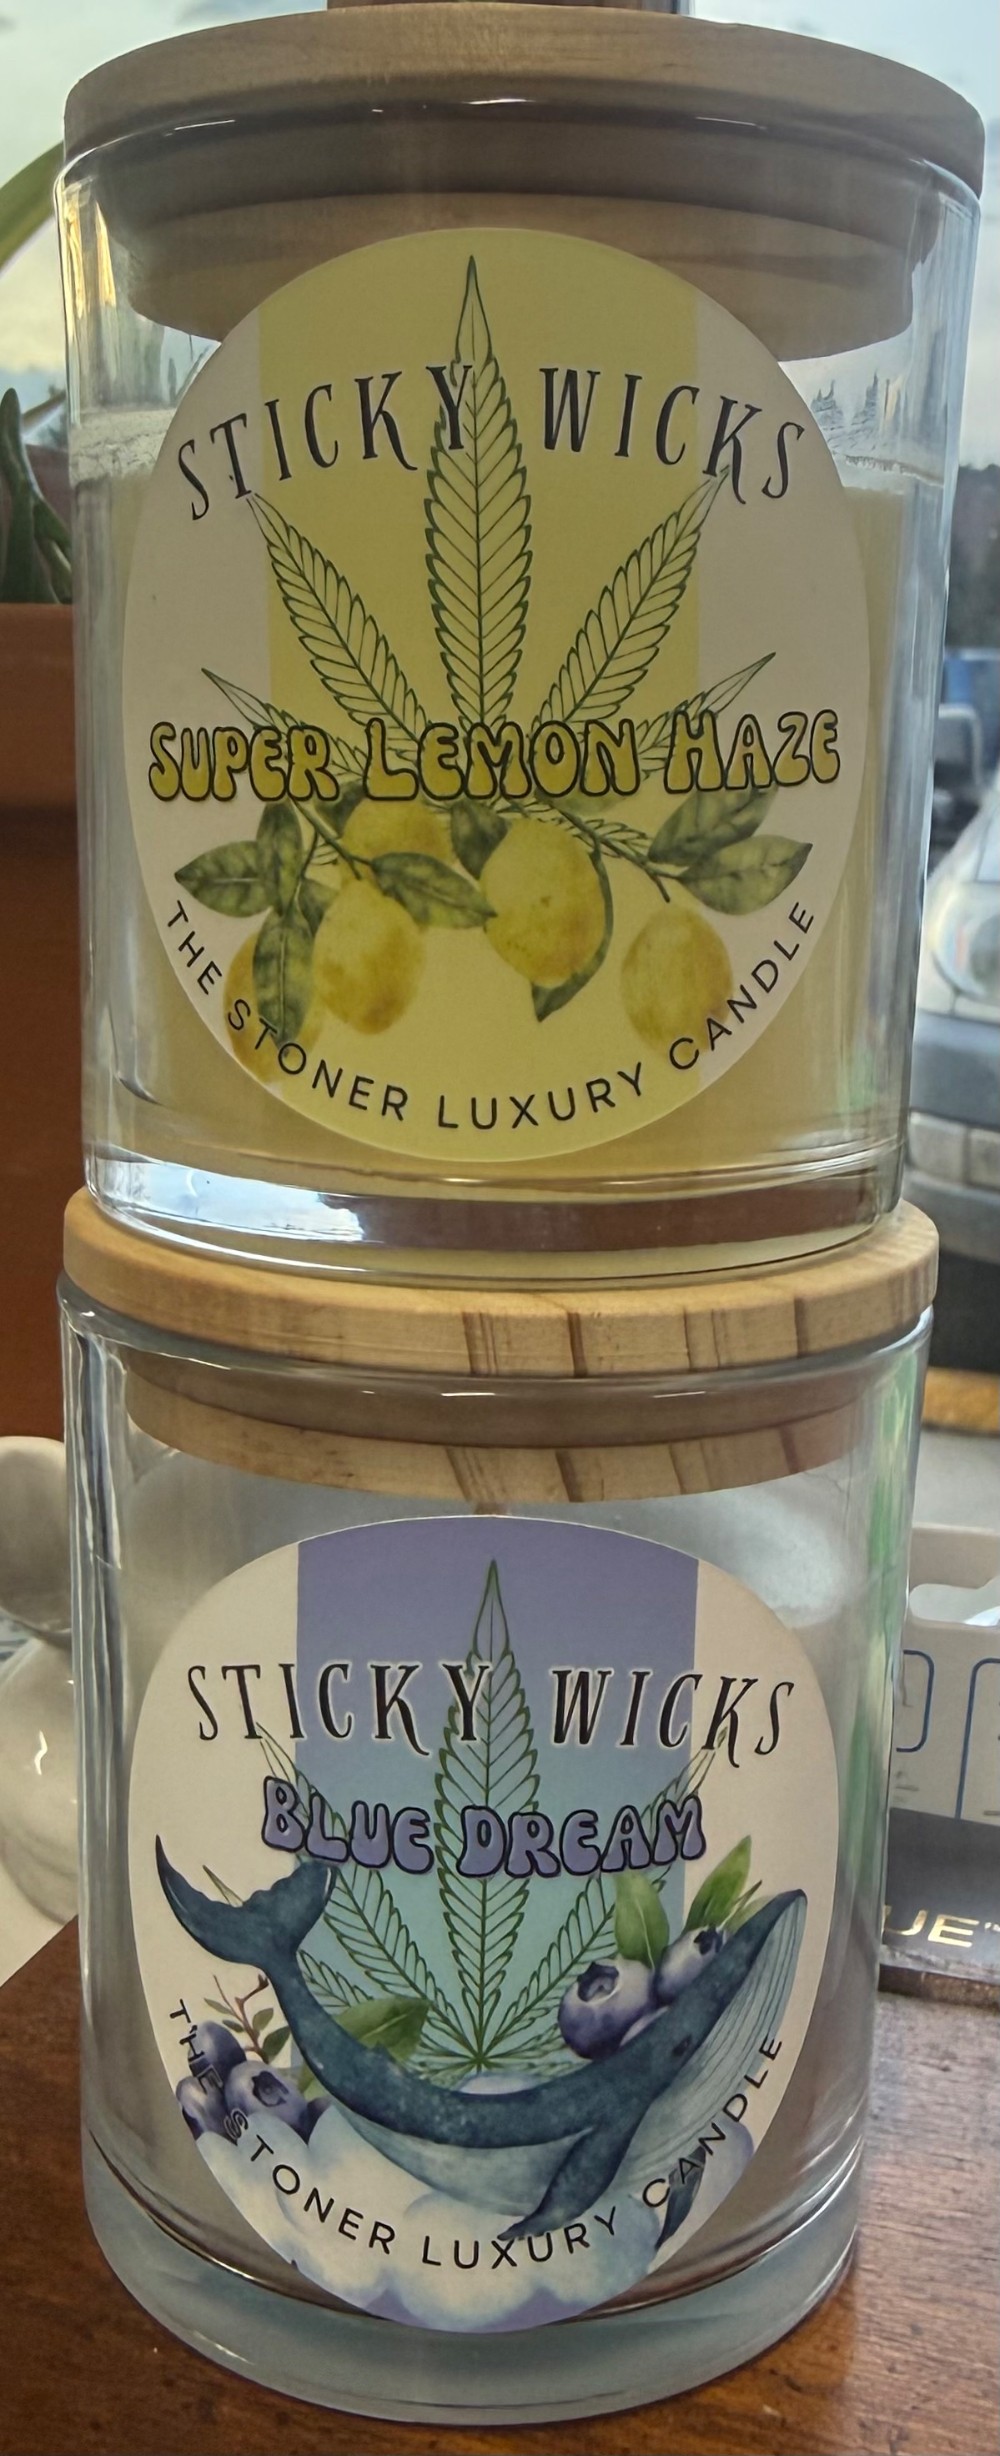 STICKY WICKS
SUPER LEMON HAZE
THE STONER LUXURY CANDLE
STICKY WICKS
BLUE DREAM
THE STONER LUXURY CANDLE